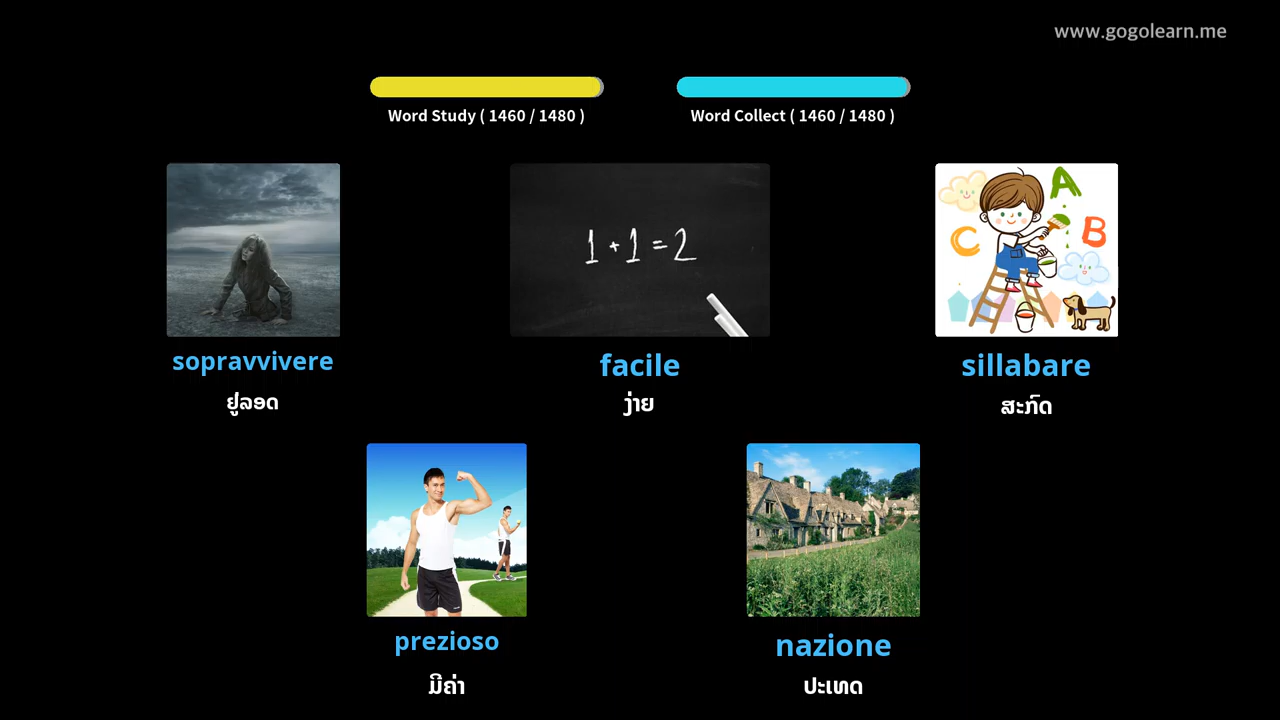 www.gogolearn.me
Word Study ( 1460 / 1480 )
Word Collect ( 1460 / 1480 )
1 + 1 = 2
A
B
C
sopravvivere
facile
sillabare
ຢູ່ລອດ
ງ່າຍ
ສະກົດ
prezioso
nazione
ມີຄ່າ
ປະເທດ